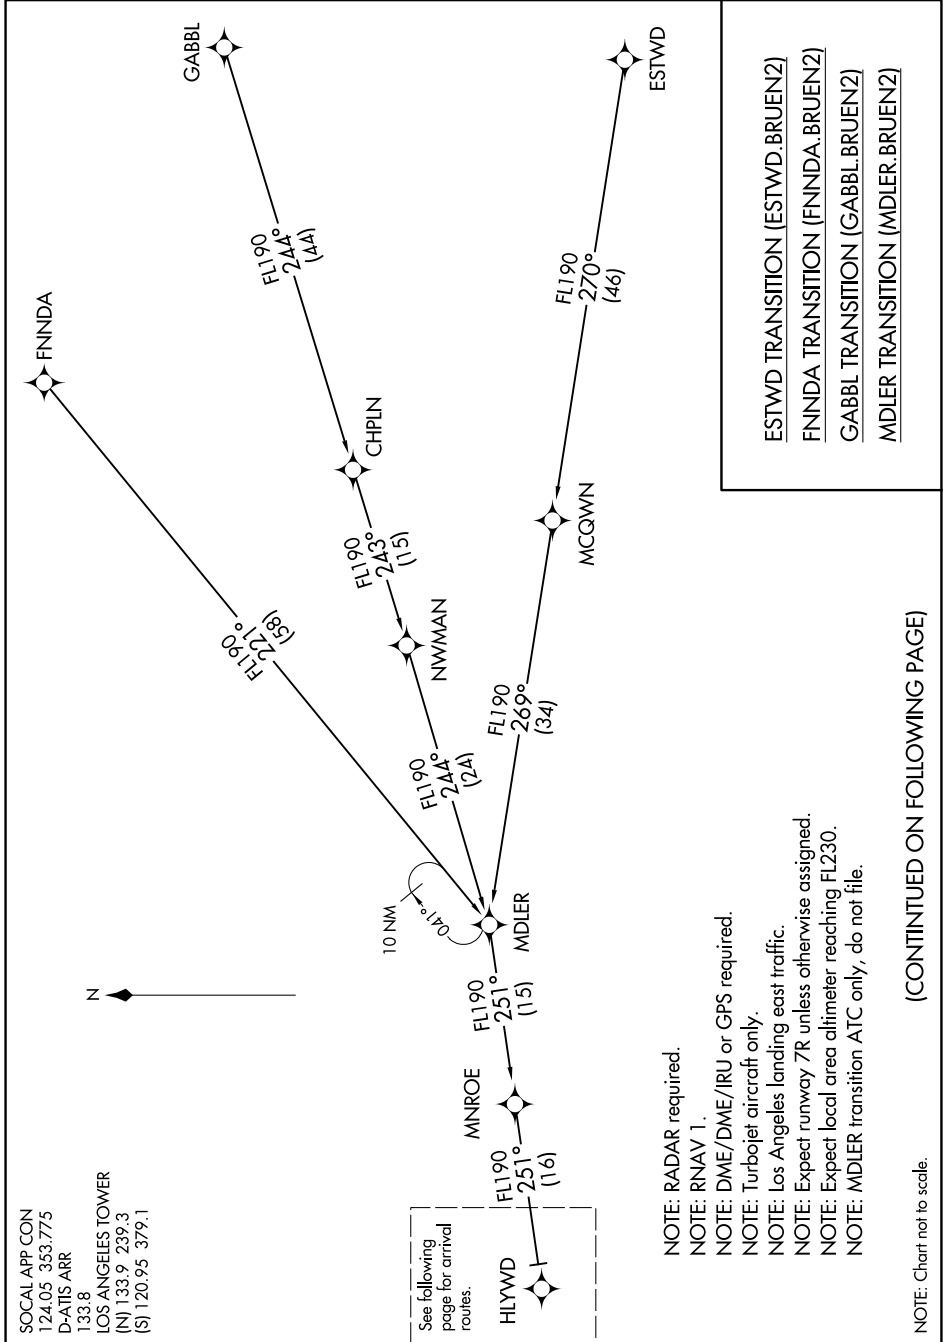 SOCAL APP CON
124.05 353.775
D-ATIS ARR
133.8
LOS ANGELES TOWER
(N) 133.9 239.3
(S) 120.95 379.1
N
FNNDA
GABBL
FL190
221°
(58)
FL190
244°
(44)
CHPLN
FL190
243°
(15)
NWMAN
FL190
244°
(24)
10 NM
041°
ESTWD
FL190
270°
(46)
MCQWN
FL190
269°
(34)
MDLER
FL190
251°
(15)
MNROE
FL190
251°
(16)
See following
page for arrival
routes.
HLYWD
NOTE: RADAR required.
NOTE: RNAV 1.
NOTE: DME/DME/IRU or GPS required.
NOTE: Turbojet aircraft only.
NOTE: Los Angeles landing east traffic.
NOTE: Expect runway 7R unless otherwise assigned.
NOTE: Expect local area altimeter reaching FL230.
NOTE: MDLER transition ATC only, do not file.
ESTWD TRANSITION (ESTWD.BRUEN2)
FNNDA TRANSITION (FNNDA.BRUEN2)
GABBL TRANSITION (GABBL.BRUEN2)
MDLER TRANSITION (MDLER.BRUEN2)
NOTE: Chart not to scale.
(CONTINTUED ON FOLLOWING PAGE)